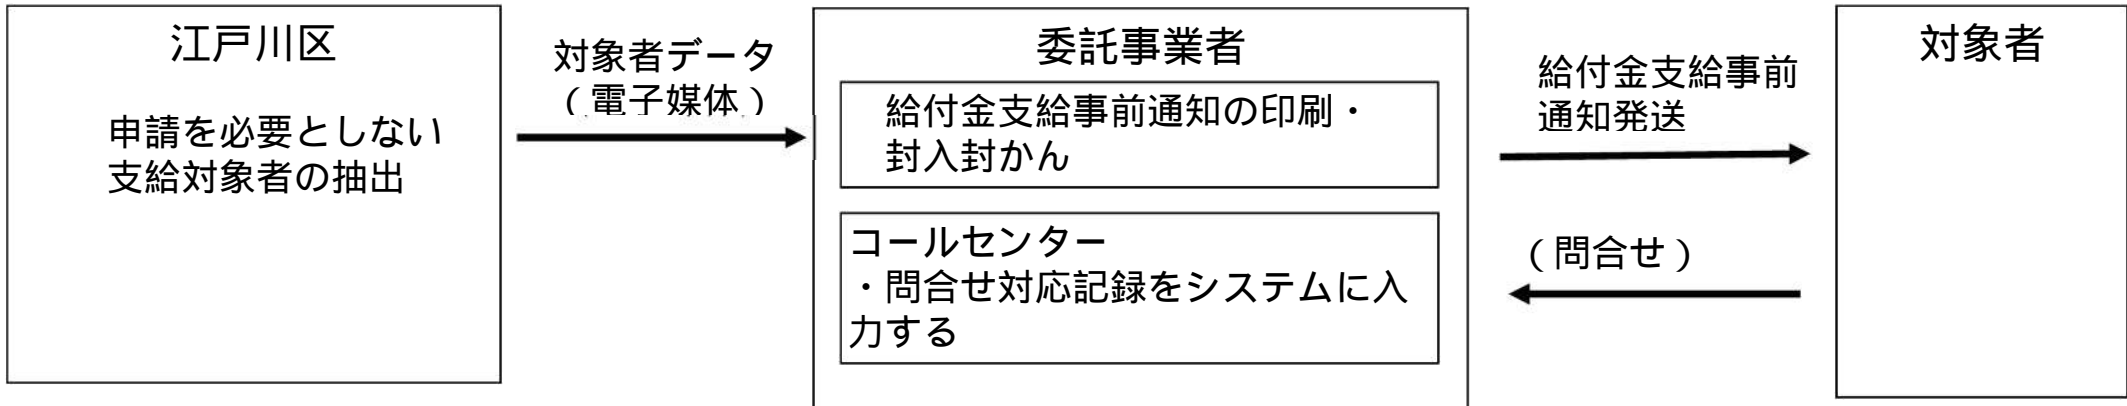 江戸川区
申請を必要としない
支給対象者の抽出
対象者データ
（電子媒体）
委託事業者
給付金支給事前通知の印刷・
封入封かん
コールセンター
・問合せ対応記録をシステムに入
力する
給付金支給事前
通知発送
（問合せ）
対象者